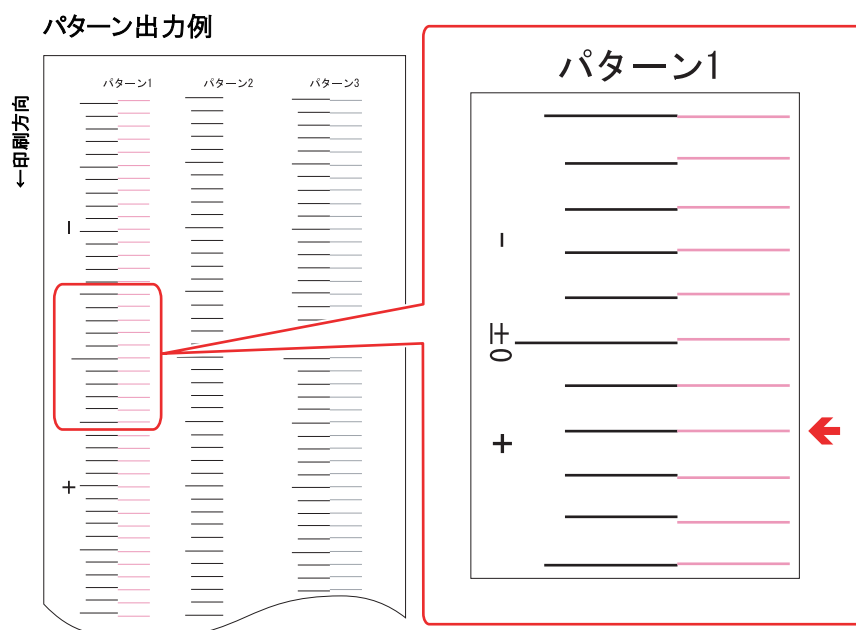 パターン出力例
←印刷方向
パターン1
パターン2
パターン3
－
＋
パターン1
－
±0
＋